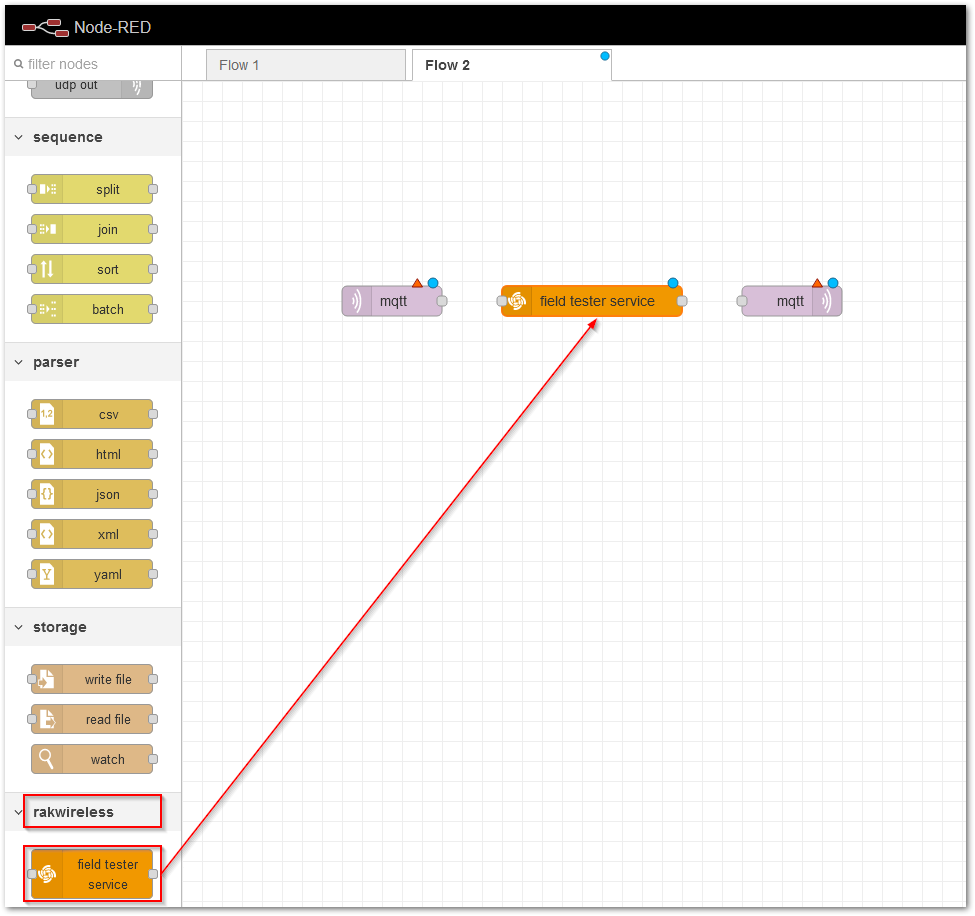 Node-RED
filter nodes
Flow 1
Flow 2
udp out
sequence
split
join
sort
batch
parser
1,2
csv
html
{}
json
xml
Y
yaml
storage
write file
read file
watch
rakwireless
field tester
service
mqtt
field tester service
mqtt